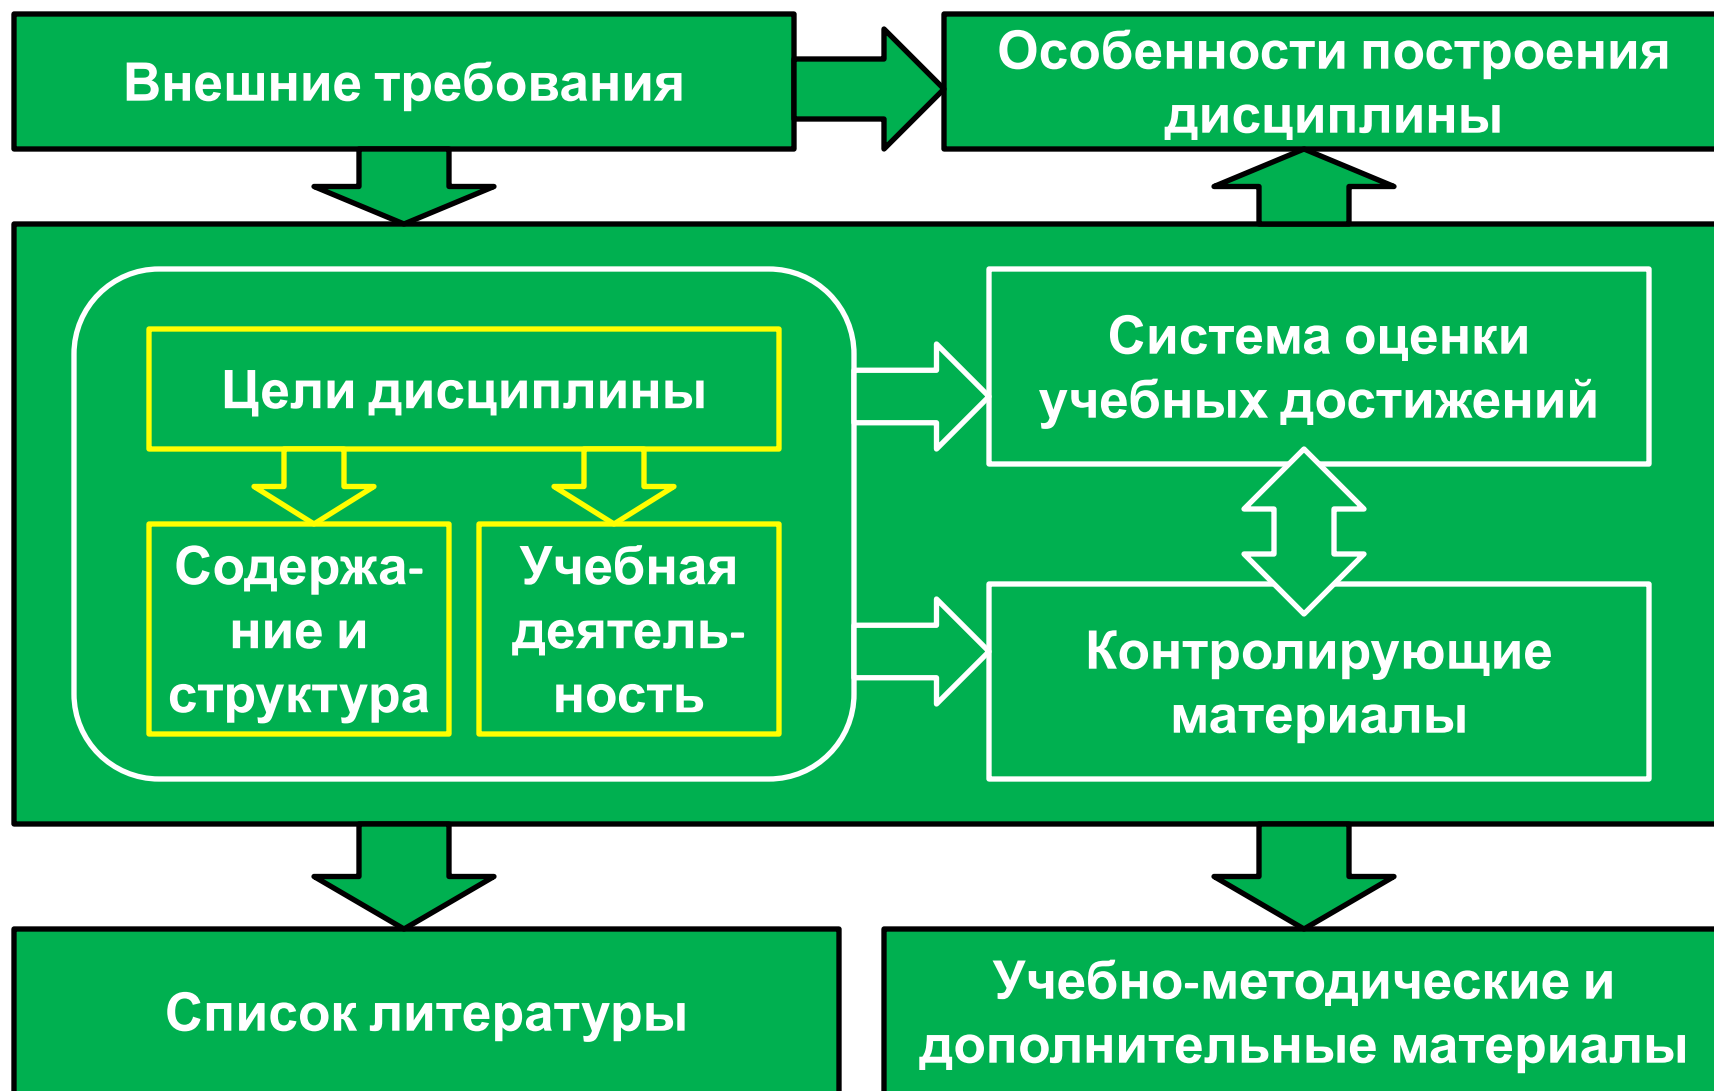 Внешние требования
Особенности построения
дисциплины
Цели дисциплины
Содержа-
ние и
структура
Учебная
деятель-
ность
Система оценки
учебных достижений
Контролирующие
материалы
Список литературы
Учебно-методические и
дополнительные материалы